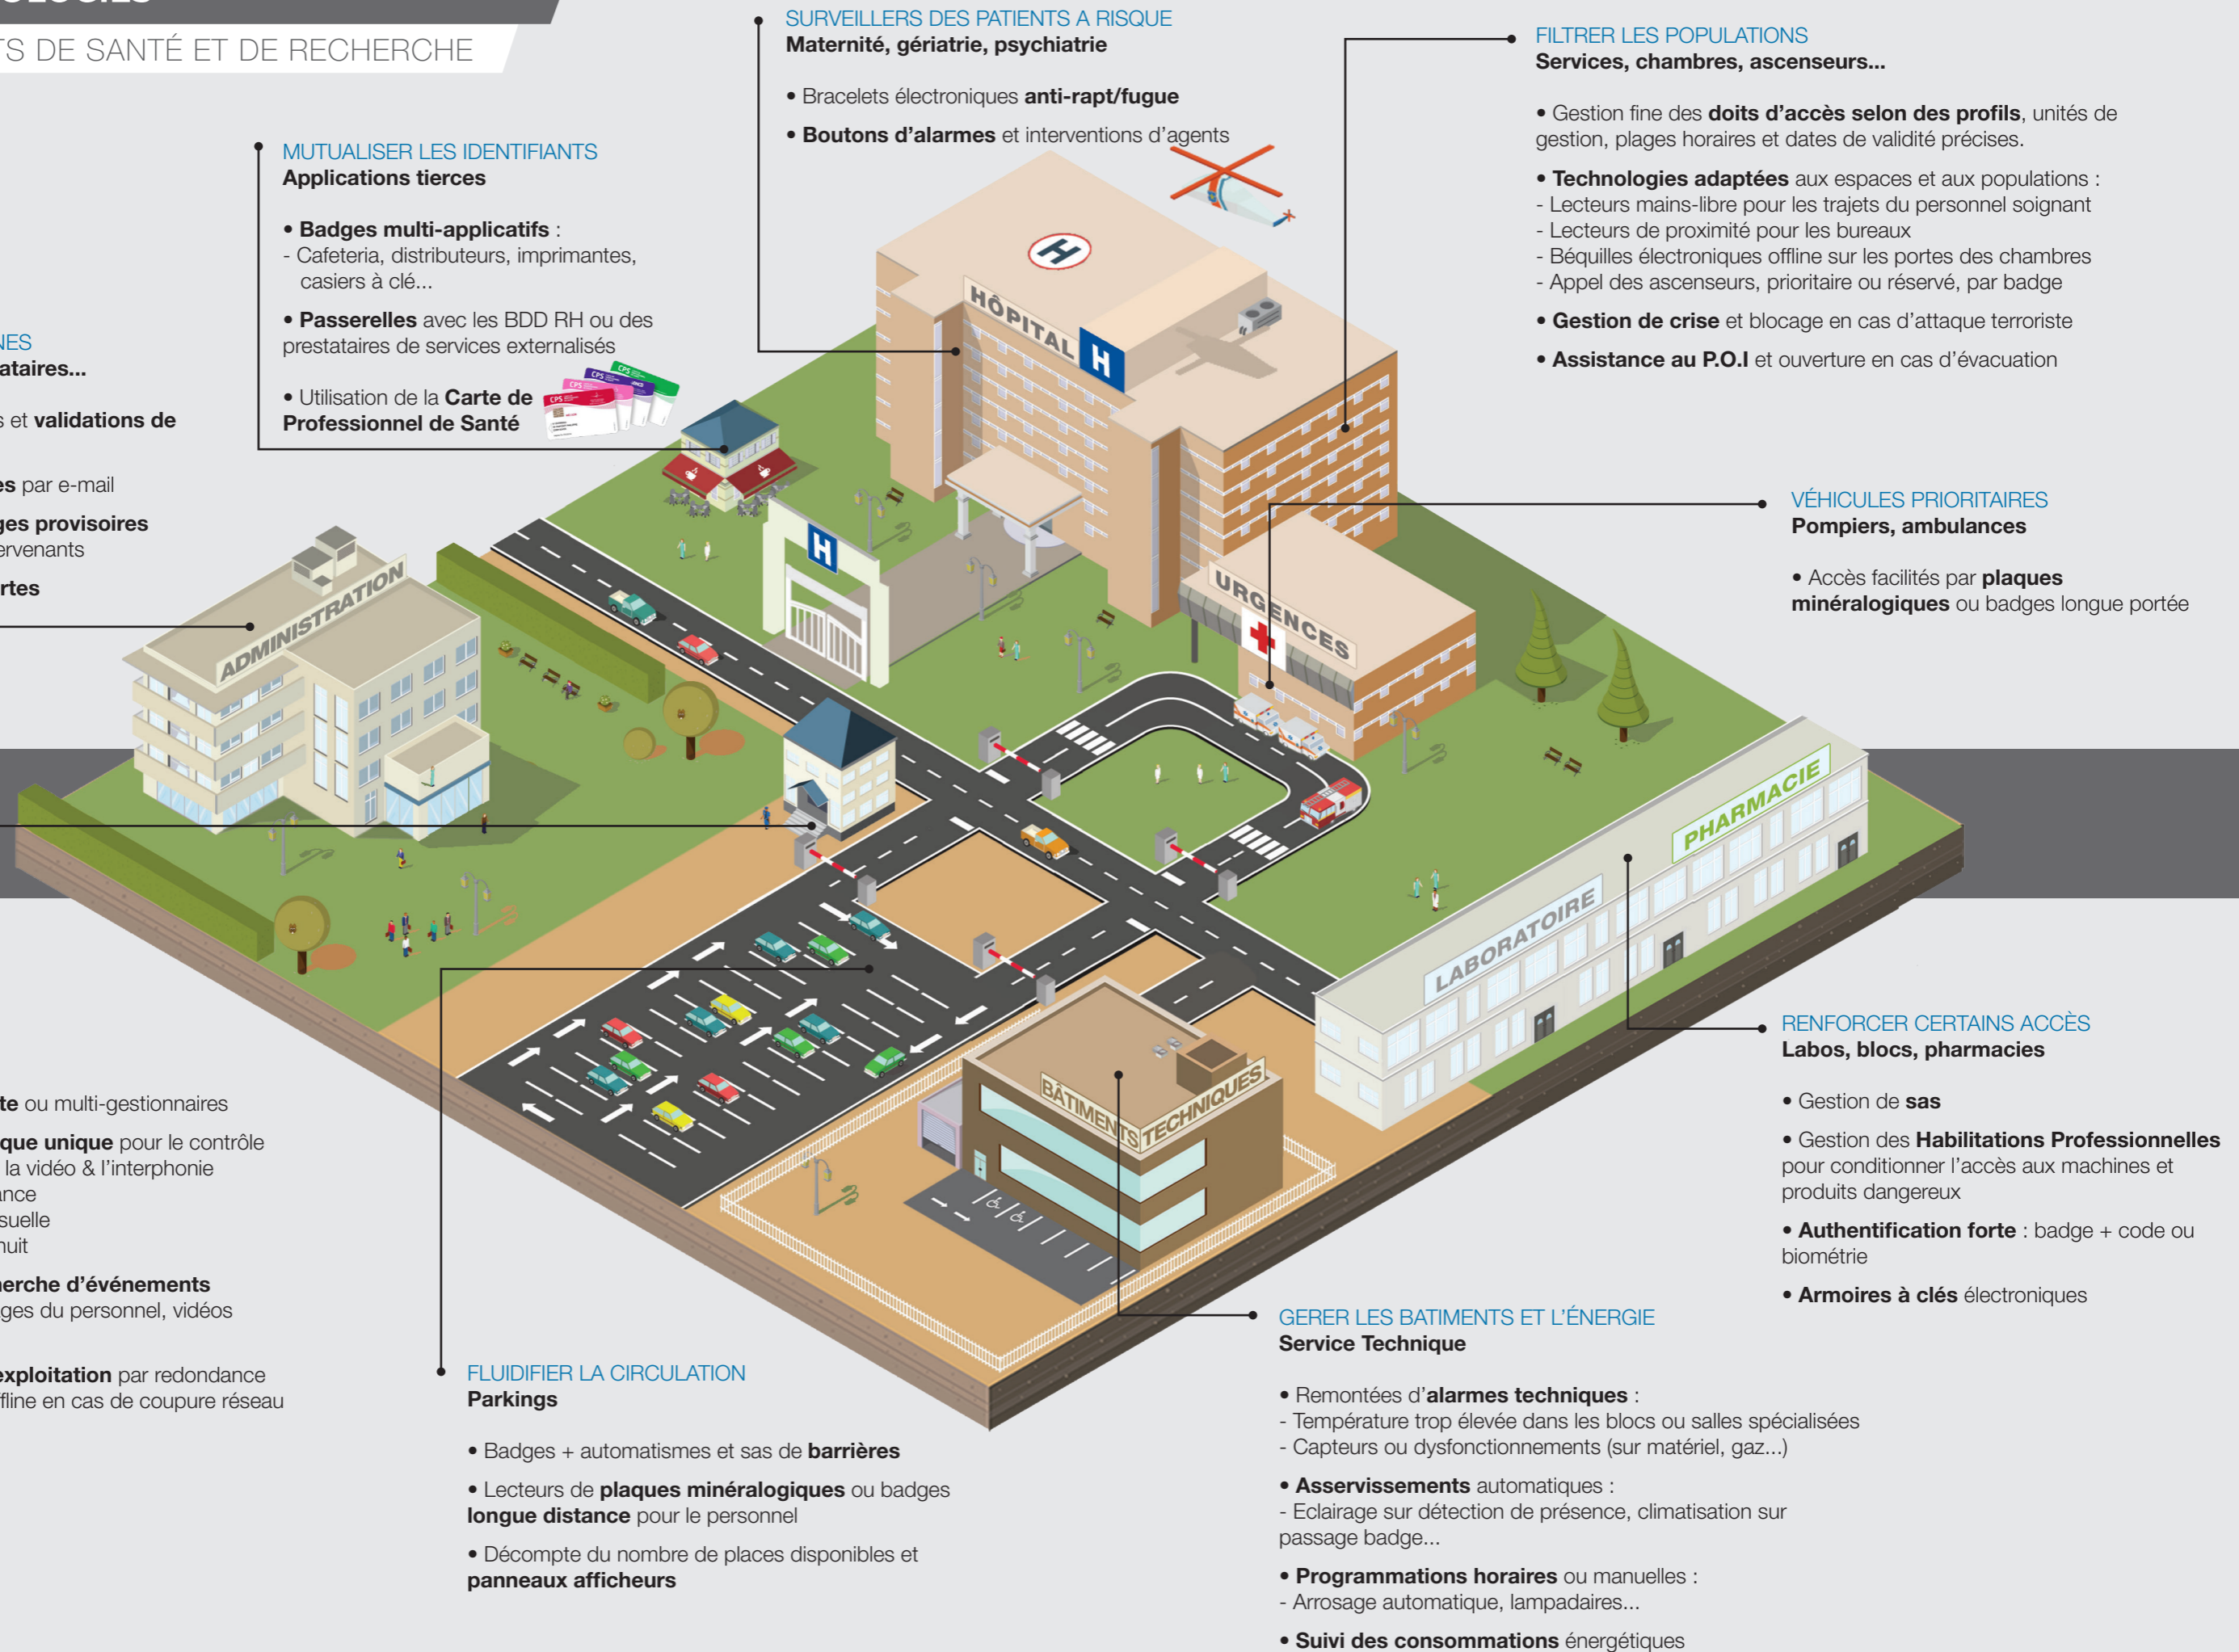 TS DE SANTÉ ET DE RECHERCHE
SURVEILLERS DES PATIENTS A RISQUE
Maternité, gériatrie, psychiatrie
• Bracelets électroniques anti-rapt/fugue
• Boutons d'alarmes et interventions d'agents
FILTRER LES POPULATIONS
Services, chambres, ascenseurs...
• Gestion fine des doits d'accès selon des profils, unités de
gestion, plages horaires et dates de validité précises.
• Technologies adaptées aux espaces et aux populations :
- Lecteurs mains-libre pour les trajets du personnel soignant
- Lecteurs de proximité pour les bureaux
- Béquilles électroniques offline sur les portes des chambres
- Appel des ascenseurs, prioritaire ou réservé, par badge
• Gestion de crise et blocage en cas d'attaque terroriste
• Assistance au P.O.I et ouverture en cas d'évacuation
MUTUALISER LES IDENTIFIANTS
Applications tierces
• Badges multi-applicatifs :
- Cafeteria, distributeurs, imprimantes,
casiers à clé...
• Passerelles avec les BDD RH ou des
prestataires de services externalisés
• Utilisation de la Carte de
Professionnel de Santé
CPS
CPS
CPS
CPS
NES
ataires...
s et validations de
es par e-mail
ges provisoires
ervenants
rtes
H
HÔPITAL
H
H
ADMINISTRATION
URGENCES
VÉHICULES PRIORITAIRES
Pompiers, ambulances
• Accès facilités par plaques
minéralogiques ou badges longue portée
PHARMACIE
LABORATOIRE
BÂTIMENTS TECHNIQUES
RENFORCER CERTAINS ACCÈS
Labos, blocs, pharmacies
• Gestion de sas
• Gestion des Habilitations Professionnelles
pour conditionner l'accès aux machines et
produits dangereux
• Authentification forte : badge + code ou
biométrie
• Armoires à clés électroniques
te ou multi-gestionnaires
que unique pour le contrôle
la vidéo & l'interphonie
ance
suelle
nuit
herche d'événements
ages du personnel, vidéos
exploitation par redondance
ffline en cas de coupure réseau
FLUIDIFIER LA CIRCULATION
Parkings
• Badges + automatismes et sas de barrières
• Lecteurs de plaques minéralogiques ou badges
longue distance pour le personnel
• Décompte du nombre de places disponibles et
panneaux afficheurs
GERER LES BATIMENTS ET L'ÉNERGIE
Service Technique
• Remontées d'alarmes techniques :
- Température trop élevée dans les blocs ou salles spécialisées
- Capteurs ou dysfonctionnements (sur matériel, gaz...)
• Asservissements automatiques :
- Eclairage sur détection de présence, climatisation sur
passage badge...
• Programmations horaires ou manuelles :
- Arrosage automatique, lampadaires...
• Suivi des consommations énergétiques